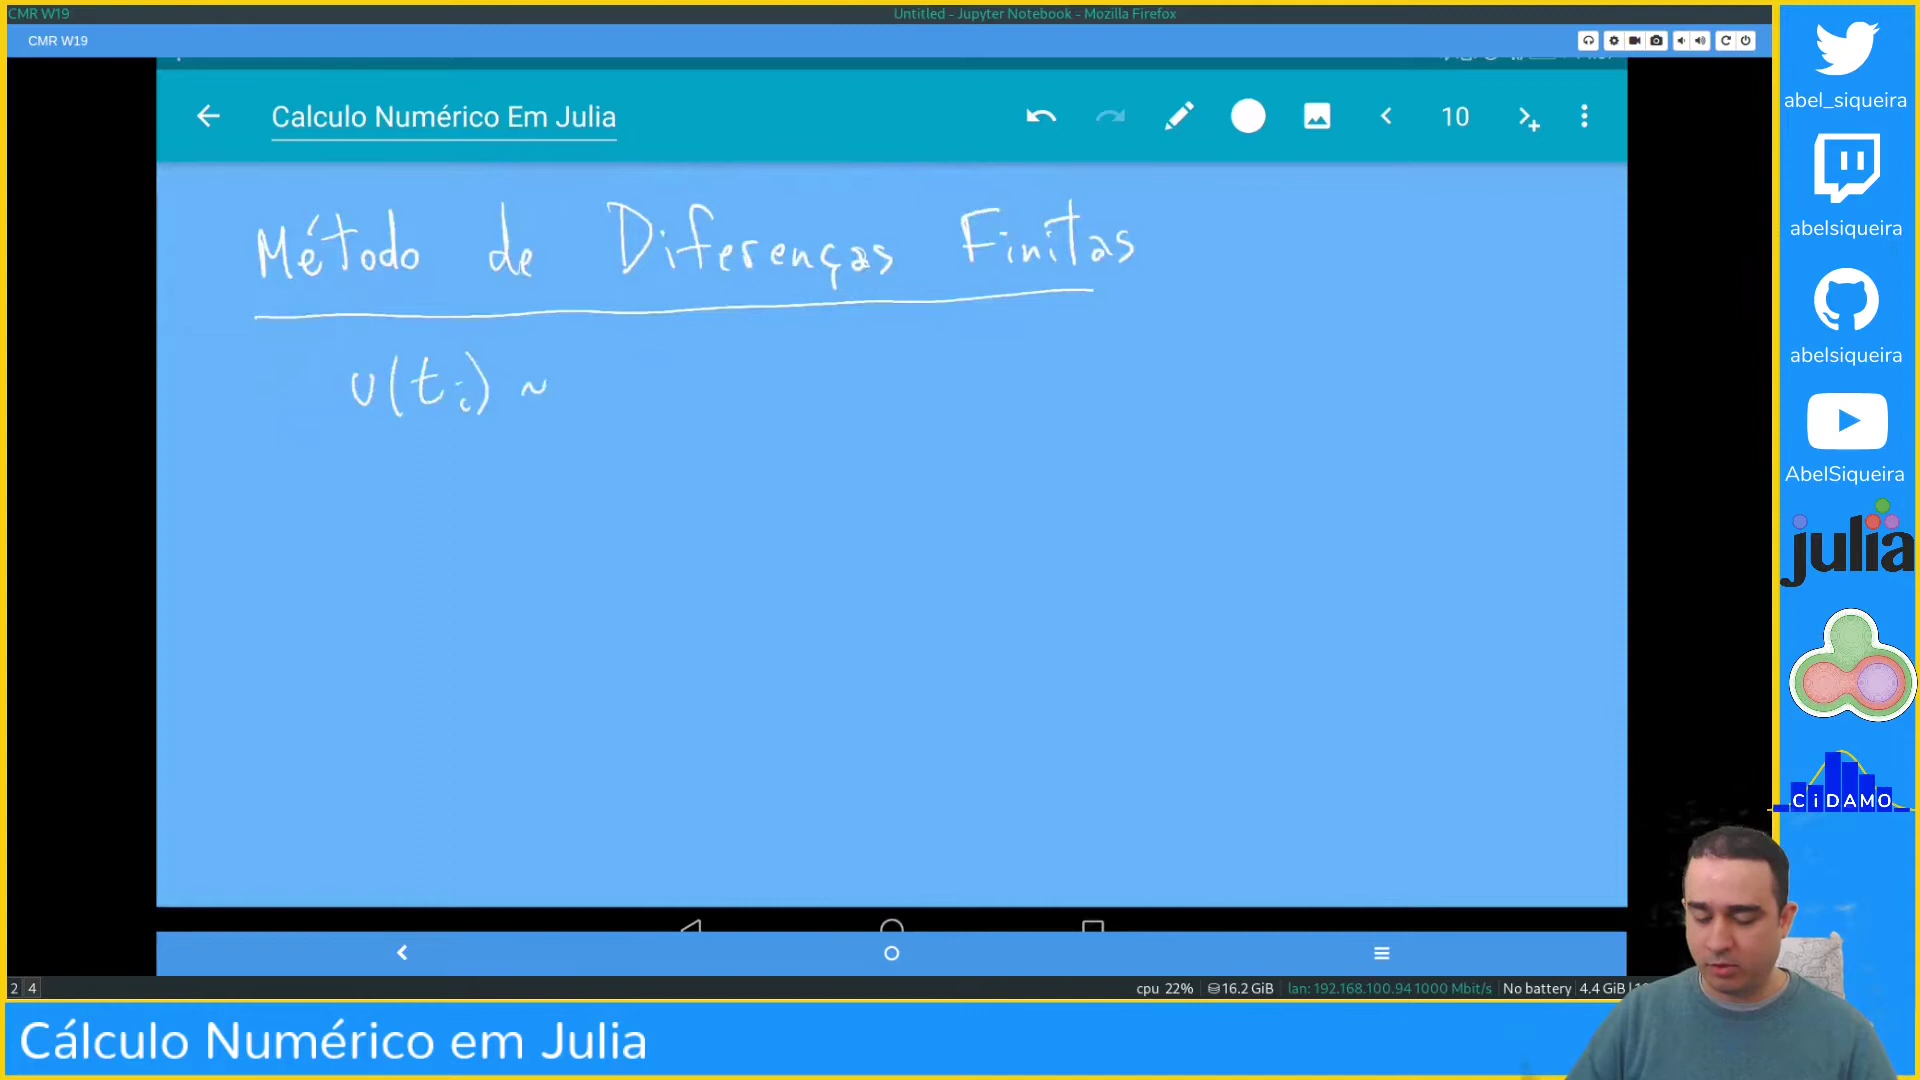 CMR W19
Untitled - Jupyter Notebook - Mozilla Firefox
CMR W19
Calculo Numérico Em Julia
10
Método de Diferenças Finitas
u(ti) ~
abel_siqueira
abelsiqueira
abelsiqueira
AbelSiqueira
julia
CiDAMO
2 4
cpu 22% 16.2 GiB lan: 192.168.100.94 1000 Mbit/s No battery 4.4 GiB
Cálculo Numérico em Julia